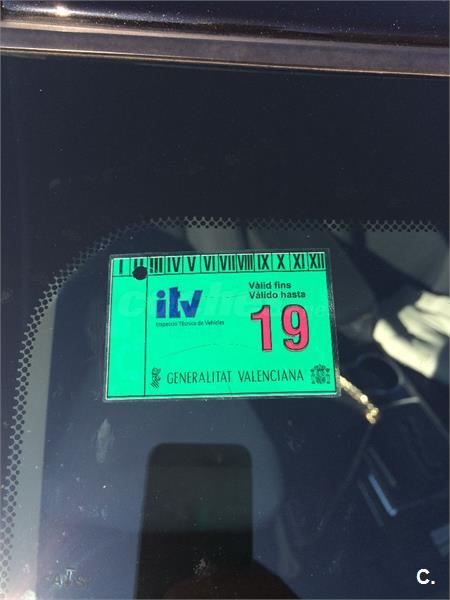 I II III IV V VI VII VIII IX X XI XII
itv
Inspecció Tècnica de Vehicles
Vàlid fins
Válido hasta
19
GENERALITAT VALENCIANA
C.